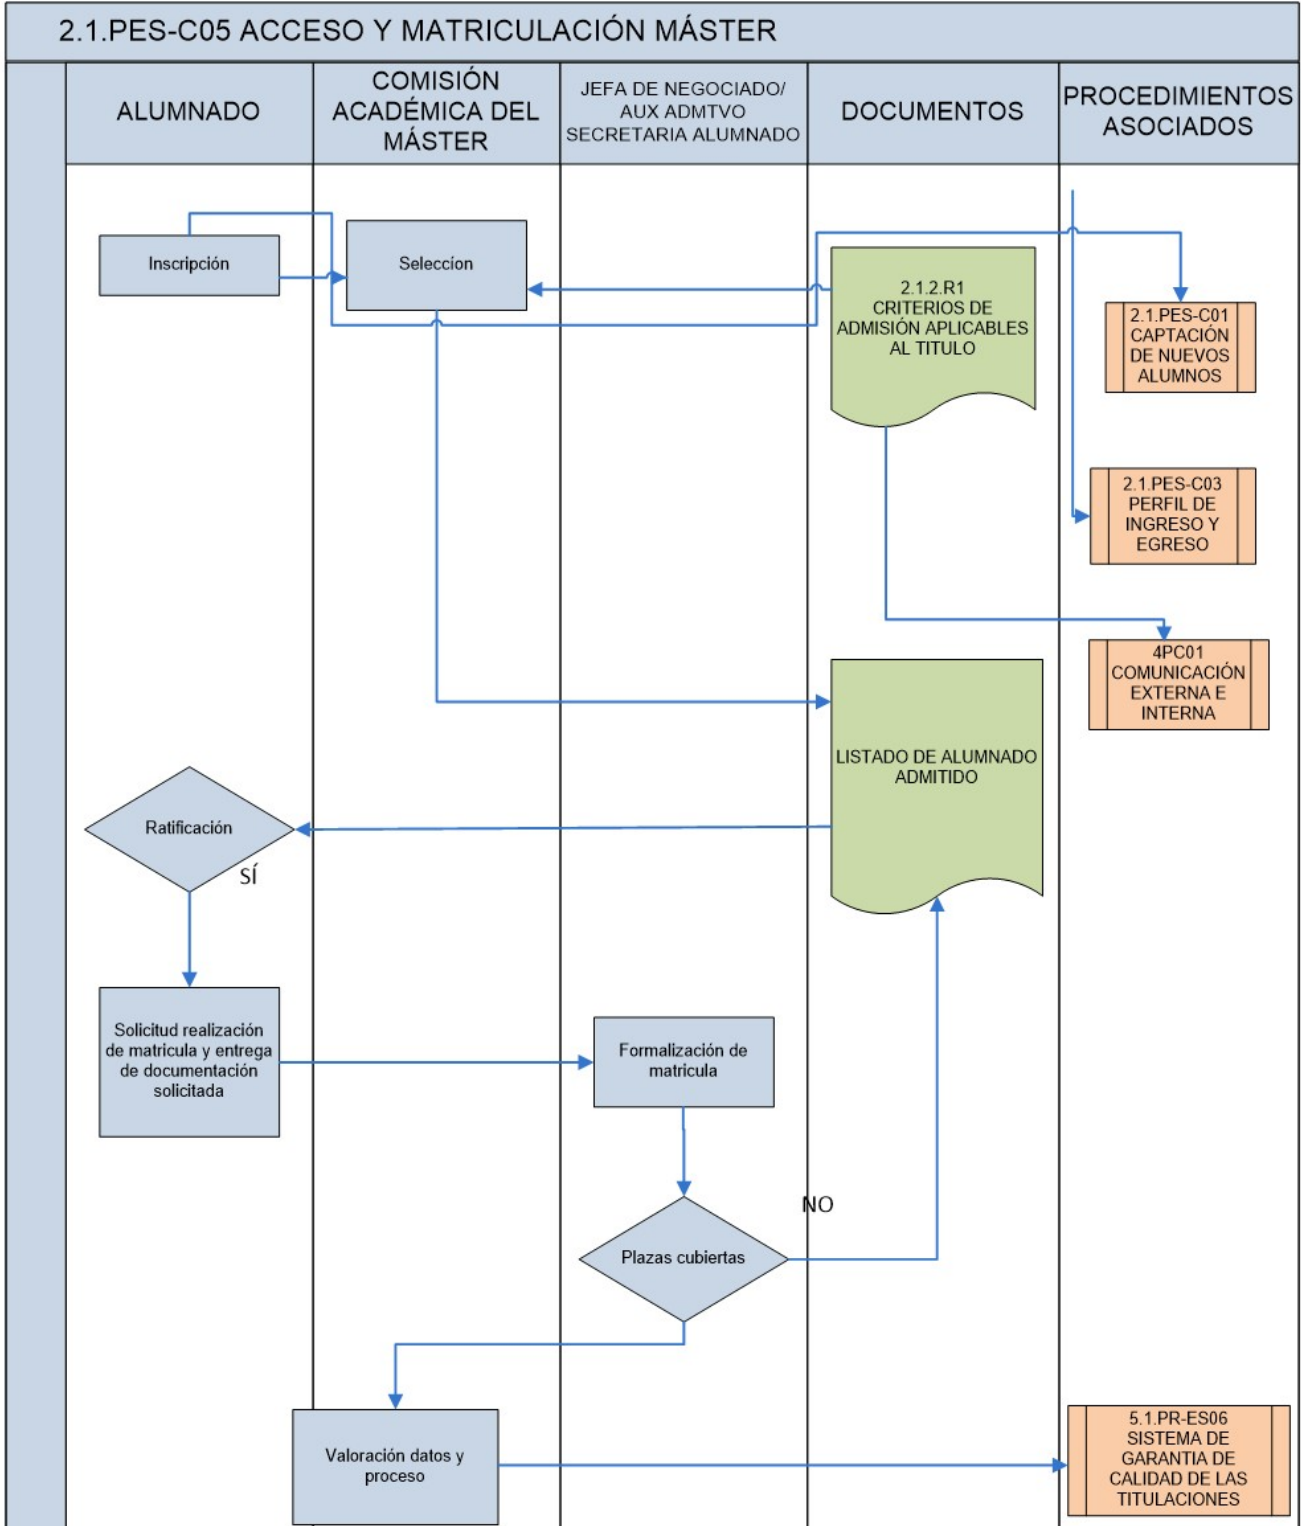 2.1.PES-C05 ACCESO Y MATRICULACIÓN MÁSTER
ALUMNADO
COMISIÓN
ACADÉMICA DEL
MÁSTER
JEFA DE NEGOCIADO/
AUX ADMTVO
SECRETARIA ALUMNADO
DOCUMENTOS
PROCEDIMIENTOS
ASOCIADOS
Inscripción
Seleccion
2.1.2.R1
CRITERIOS DE
ADMISIÓN APLICABLES
AL TITULO
2.1.PES-C01
CAPTACIÓN
DE NUEVOS
ALUMNOS
2.1.PES-C03
PERFIL DE
INGRESO Y
EGRESO
4PC01
COMUNICACIÓN
EXTERNA E
INTERNA
LISTADO DE ALUMNADO
ADMITIDO
Ratificación
SÍ
Solicitud realización
de matricula y entrega
de documentación
solicitada
Formalización de
matricula
NO
Plazas cubiertas
Valoración datos y
proceso
5.1.PR-ES06
SISTEMA DE
GARANTIA DE
CALIDAD DE LAS
TITULACIONES